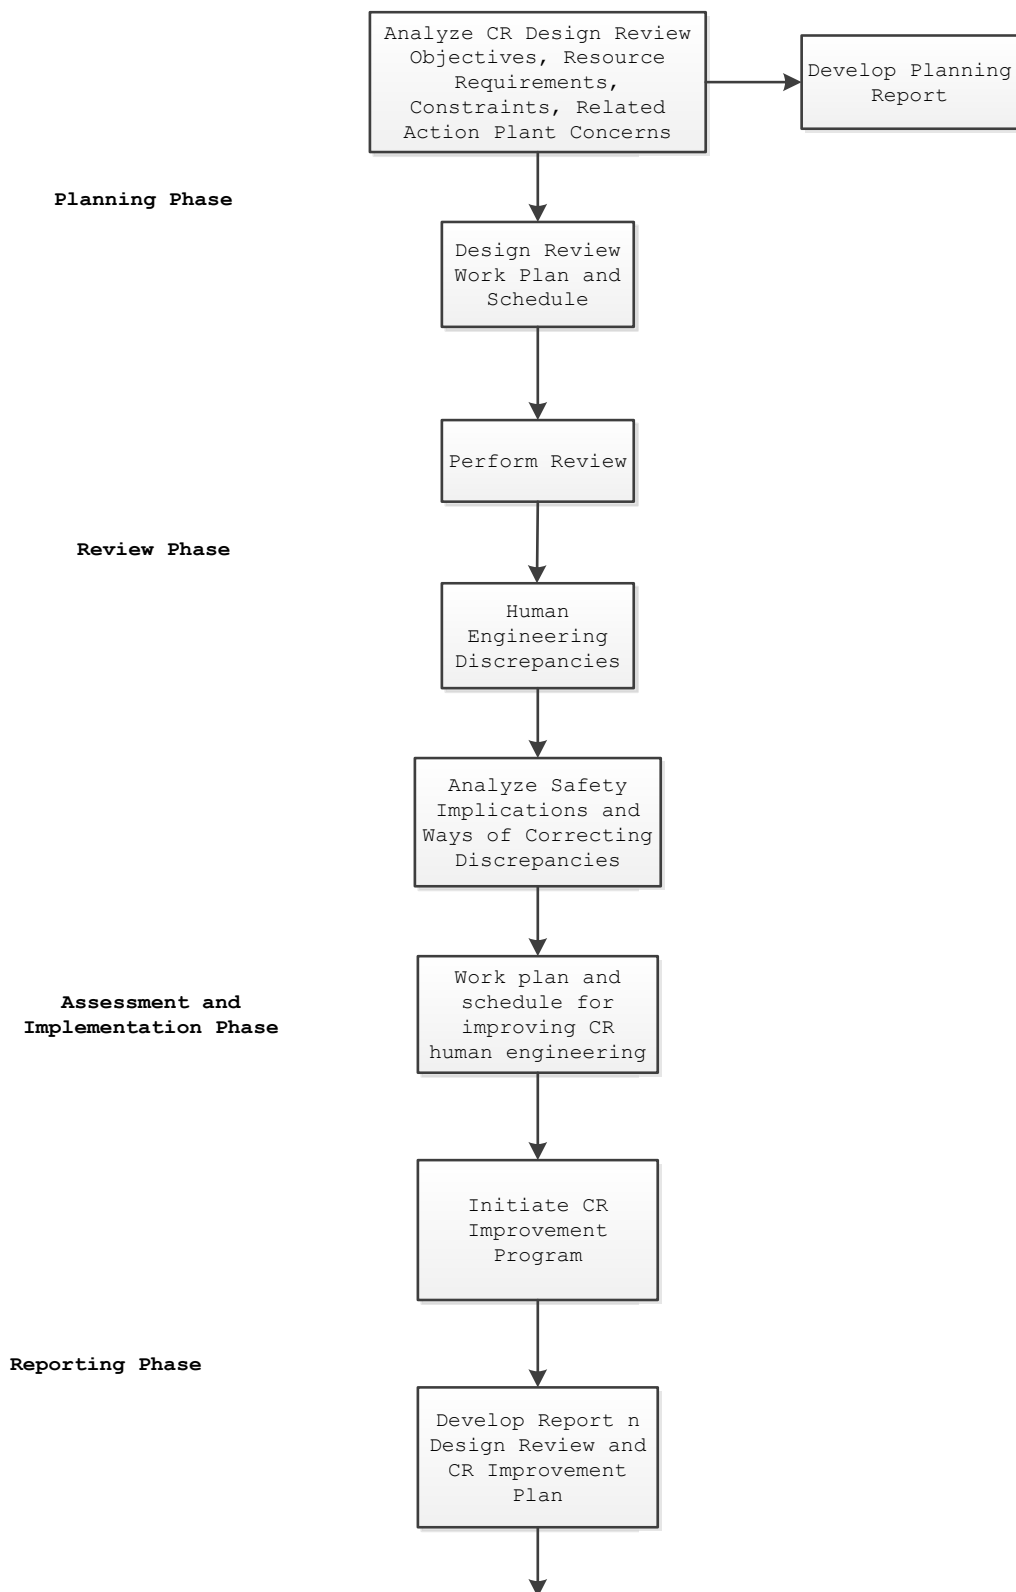 Analyze CR Design Review
Objectives, Resource
Requirements,
Constraints, Related
Action Plant Concerns
Develop Planning
Report
Planning Phase
Design Review
Work Plan and
Schedule
Perform Review
Review Phase
Human
Engineering
Discrepancies
Analyze Safety
Implications and
Ways of Correcting
Discrepancies
Assessment and
Implementation Phase
Work plan and
schedule for
improving CR
human engineering
Initiate CR
Improvement
Program
Reporting Phase
Develop Report n
Design Review and
CR Improvement
Plan